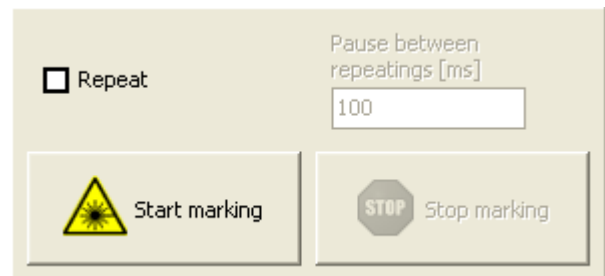 Pause between
repeatings [ms]
Repeat
100
Start marking
STOP Stop marking